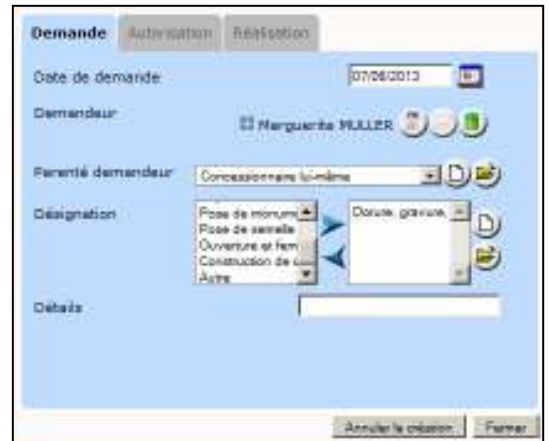 Demande Autorisation Réalisation
Date de demande 07/06/2013
Demandeur Marguerite MULLER
Parenté demandeur Concessionnaire lui-même
Désignation
Pose de monume
Pose de semelle
Ouverture et ferm
Construction de c
Autre
Dorure, gravure,
Détails
Annuler la création Fermer